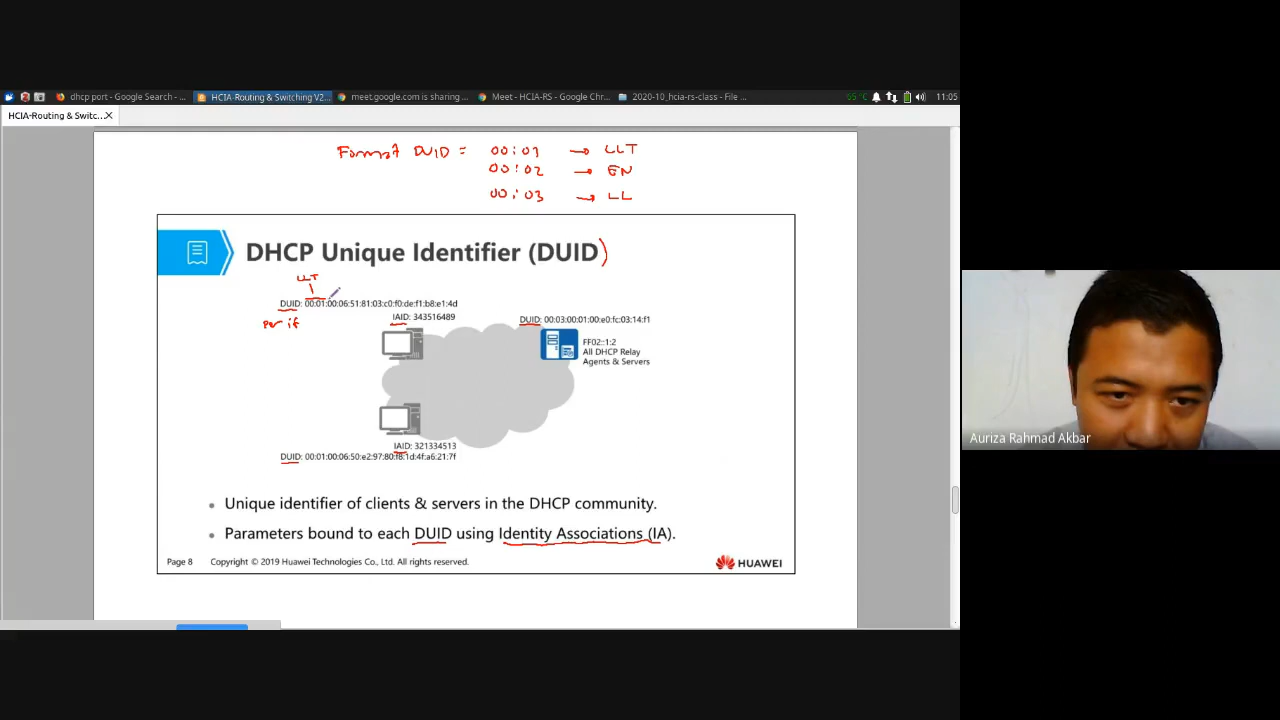 dhcp port - Google Search - ...
HCIA-Routing & Switching V2...
meet.google.com is sharing ...
Meet - HCIA-RS - Google Chr...
2020-10_hcia-rs-class - File ...
65°C
11:05
HCIA-Routing & Switc...
Format DUID = 00:01 → LLT
00:02 → EN
00:03 → LL
DHCP Unique Identifier (DUID)
LLT
DUID: 00:01:00:06:51:81:03:c0:f0:de:f1:b8:e1:4d
per if
IAID: 343516489
DUID: 00:03:00:01:00:e0:fc:03:14:f1
FF02::1:2
All DHCP Relay
Agents & Servers
IAID: 321334513
DUID: 00:01:00:06:50:e2:97:80:f8:1d:4f:a6:21:7f
• Unique identifier of clients & servers in the DHCP community.
• Parameters bound to each DUID using Identity Associations (IA).
Page 8 Copyright © 2019 Huawei Technologies Co., Ltd. All rights reserved.
HUAWEI
Auriza Rahmad Akbar